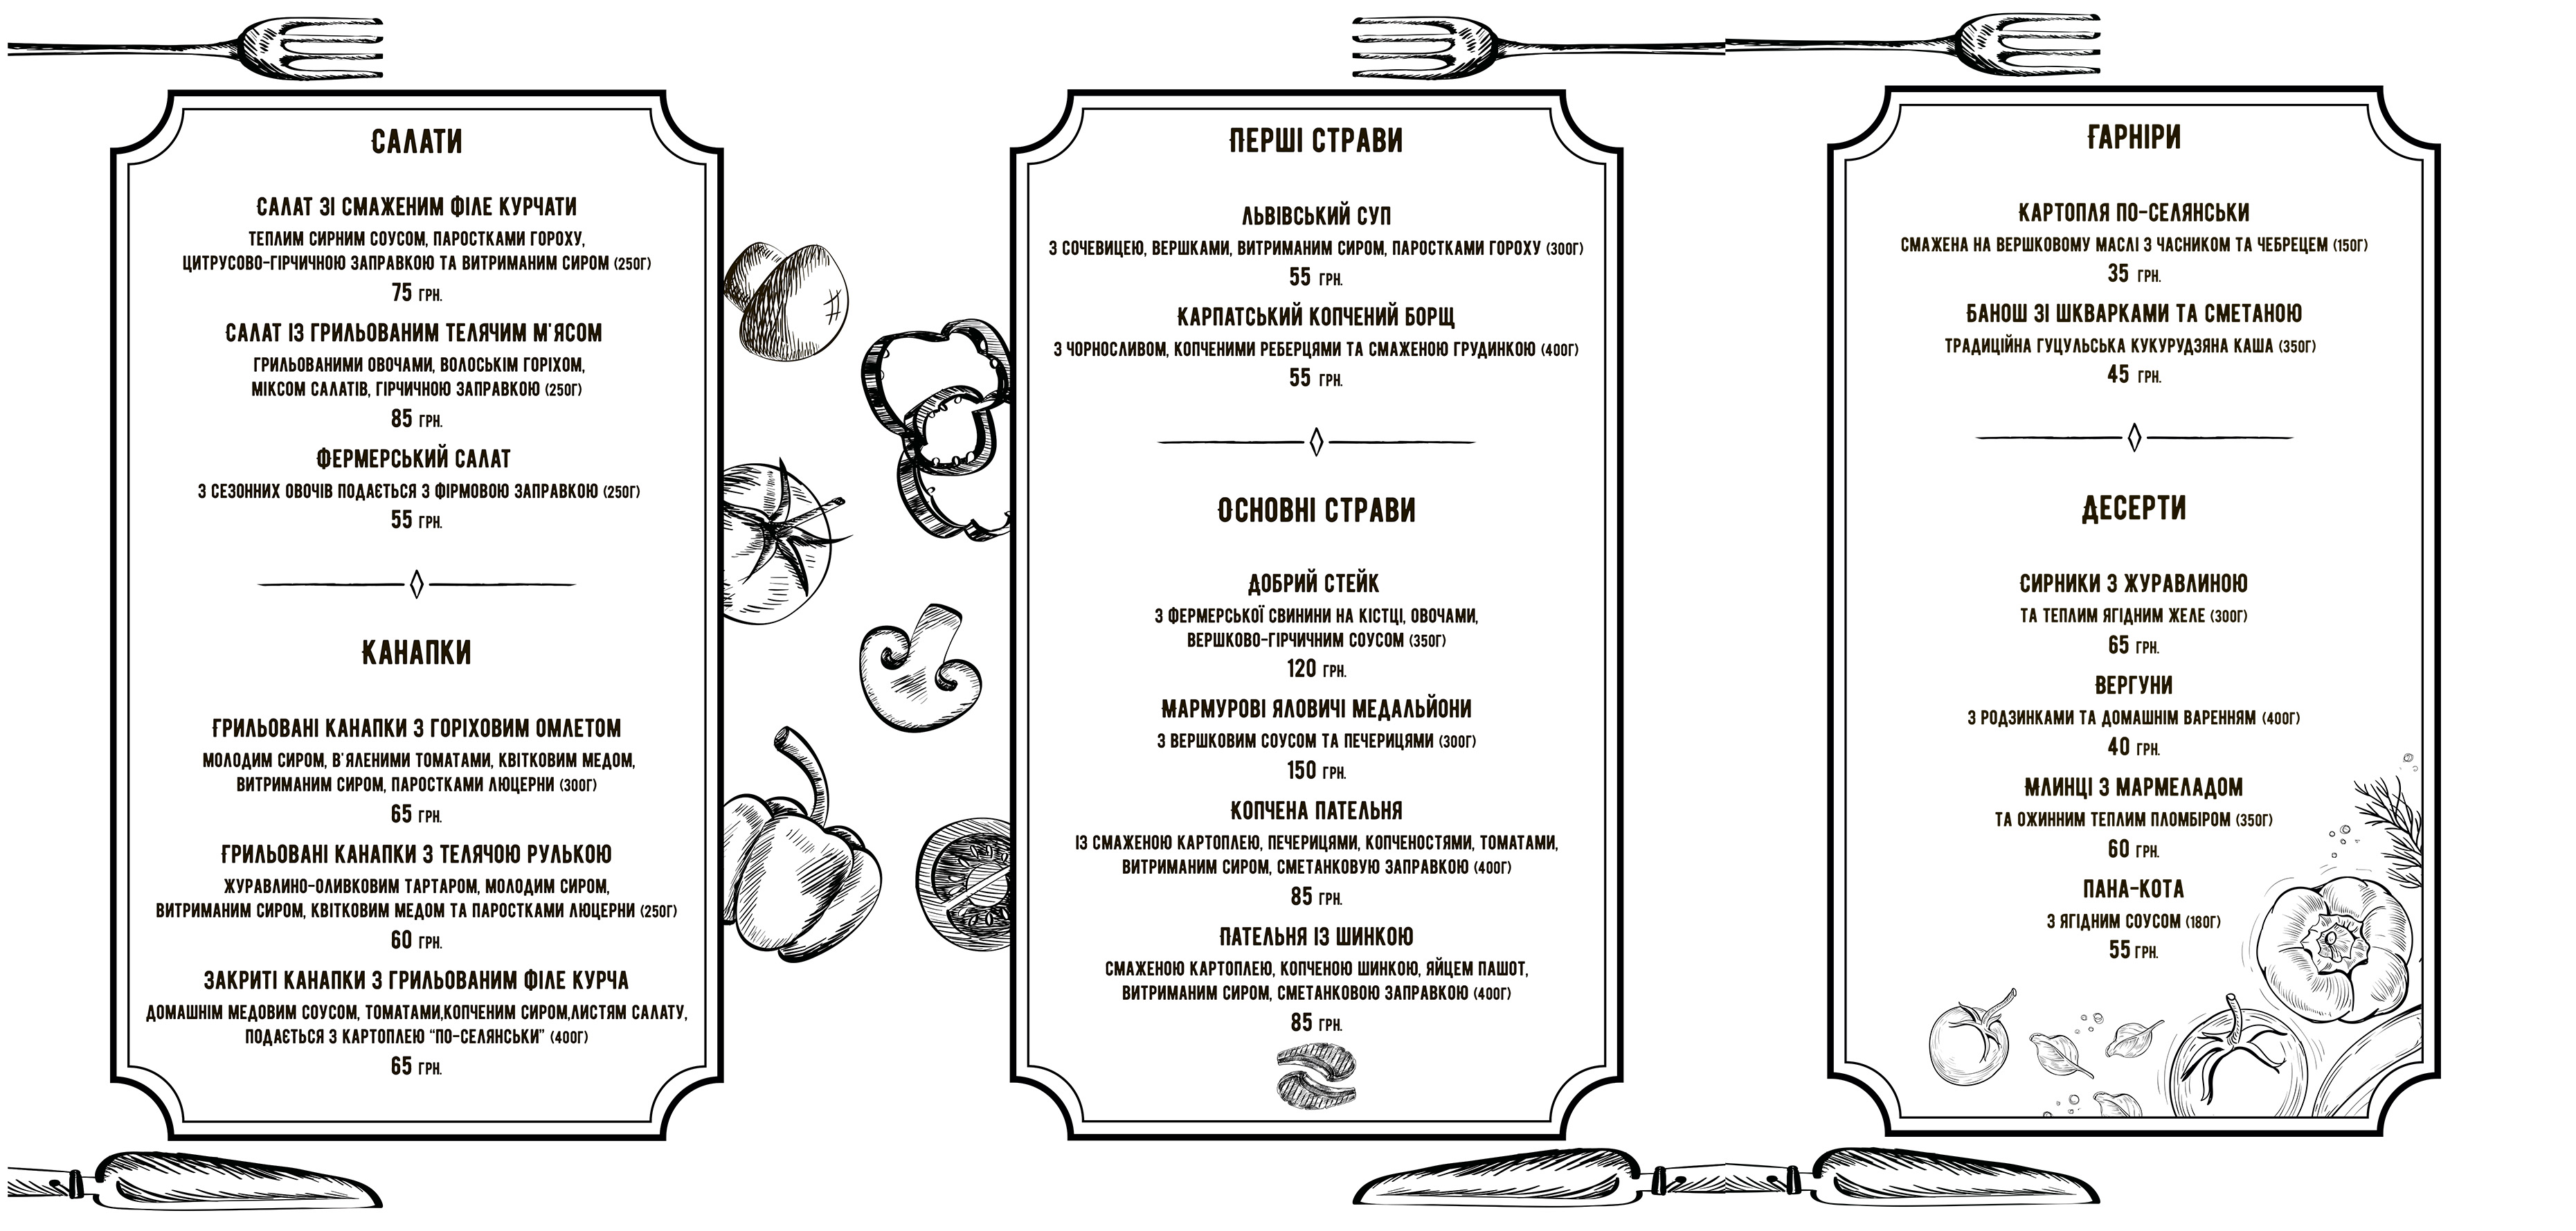 САЛАТИ
САЛАТ ЗІ СМАЖЕНИМ ФІЛЕ КУРЧАТИ
ТЕПЛИМ СИРНИМ СОУСОМ, ПАРОСТКАМИ ГОРОХУ,
ЦИТРУСОВО-ГІРЧИЧНОЮ ЗАПРАВКОЮ ТА ВИТРИМАНИМ СИРОМ (250Г)
75 ГРН.
САЛАТ ІЗ ГРИЛЬОВАНИМ ТЕЛЯЧИМ М'ЯСОМ
ГРИЛЬОВАНИМИ ОВОЧАМИ, ВОЛОСЬКІМ ГОРІХОМ,
МІКСОМ САЛАТІВ, ГІРЧИЧНОЮ ЗАПРАВКОЮ (250Г)
85 ГРН.
ФЕРМЕРСЬКИЙ САЛАТ
З СЕЗОННИХ ОВОЧІВ ПОДАЄТЬСЯ З ФІРМОВОЮ ЗАПРАВКОЮ (250Г)
55 ГРН.
КАНАПКИ
ГРИЛЬОВАНІ КАНАПКИ З ГОРІХОВИМ ОМЛЕТОМ
МОЛОДИМ СИРОМ, В'ЯЛЕНИМИ ТОМАТАМИ, КВІТКОВИМ МЕДОМ,
ВИТРИМАНИМ СИРОМ, ПАРОСТКАМИ ЛЮЦЕРНИ (300Г)
65 ГРН.
ГРИЛЬОВАНІ КАНАПКИ З ТЕЛЯЧОЮ РУЛЬКОЮ
ЖУРАВЛИНО-ОЛИВКОВИМ ТАРТАРОМ, МОЛОДИМ СИРОМ,
ВИТРИМАНИМ СИРОМ, КВІТКОВИМ МЕДОМ ТА ПАРОСТКАМИ ЛЮЦЕРНИ (250Г)
60 ГРН.
ЗАКРИТІ КАНАПКИ З ГРИЛЬОВАНИМ ФІЛЕ КУРЧА
ДОМАШНІМ МЕДОВИМ СОУСОМ, ТОМАТАМИ,КОПЧЕНИМ СИРОМ,ЛИСТЯМ САЛАТУ,
ПОДАЄТЬСЯ З КАРТОПЛЕЮ “ПО-СЕЛЯНСЬКИ” (400Г)
65 ГРН.
ПЕРШІ СТРАВИ
ЛЬВІВСЬКИЙ СУП
З СОЧЕВИЦЕЮ, ВЕРШКАМИ, ВИТРИМАНИМ СИРОМ, ПАРОСТКАМИ ГОРОХУ (300Г)
55 ГРН.
КАРПАТСЬКИЙ КОПЧЕНИЙ БОРЩ
З ЧОРНОСЛИВОМ, КОПЧЕНИМИ РЕБЕРЦЯМИ ТА СМАЖЕНОЮ ГРУДИНКОЮ (400Г)
55 ГРН.
ОСНОВНІ СТРАВИ
ДОБРИЙ СТЕЙК
З ФЕРМЕРСЬКОЇ СВИНИНИ НА КІСТЦІ, ОВОЧАМИ,
ВЕРШКОВО-ГІРЧИЧНИМ СОУСОМ (350Г)
120 ГРН.
МАРМУРОВІ ЯЛОВИЧІ МЕДАЛЬЙОНИ
З ВЕРШКОВИМ СОУСОМ ТА ПЕЧЕРИЦЯМИ (300Г)
150 ГРН.
КОПЧЕНА ПАТЕЛЬНЯ
ІЗ СМАЖЕНОЮ КАРТОПЛЕЮ, ПЕЧЕРИЦЯМИ, КОПЧЕНОСТЯМИ, ТОМАТАМИ,
ВИТРИМАНИМ СИРОМ, СМЕТАНКОВУЮ ЗАПРАВКОЮ (400Г)
85 ГРН.
ПАТЕЛЬНЯ ІЗ ШИНКОЮ
СМАЖЕНОЮ КАРТОПЛЕЮ, КОПЧЕНОЮ ШИНКОЮ, ЯЙЦЕМ ПАШОТ,
ВИТРИМАНИМ СИРОМ, СМЕТАНКОВОЮ ЗАПРАВКОЮ (400Г)
85 ГРН.
ГАРНІРИ
КАРТОПЛЯ ПО-СЕЛЯНСЬКИ
СМАЖЕНА НА ВЕРШКОВОМУ МАСЛІ З ЧАСНИКОМ ТА ЧЕБРЕЦЕМ (150Г)
35 ГРН.
БАНОШ ЗІ ШКВАРКАМИ ТА СМЕТАНОЮ
ТРАДИЦІЙНА ГУЦУЛЬСЬКА КУКУРУДЗЯНА КАША (350Г)
45 ГРН.
ДЕСЕРТИ
СИРНИКИ З ЖУРАВЛИНОЮ
ТА ТЕПЛИМ ЯГІДНИМ ЖЕЛЕ (300Г)
65 ГРН.
ВЕРГУНИ
З РОДЗИНКАМИ ТА ДОМАШНІМ ВАРЕННЯМ (400Г)
40 ГРН.
МЛИНЦІ З МАРМЕЛАДОМ
ТА ОЖИННИМ ТЕПЛИМ ПЛОМБІРОМ (350Г)
60 ГРН.
ПАНА-КОТА
З ЯГІДНИМ СОУСОМ (180Г)
55 ГРН.